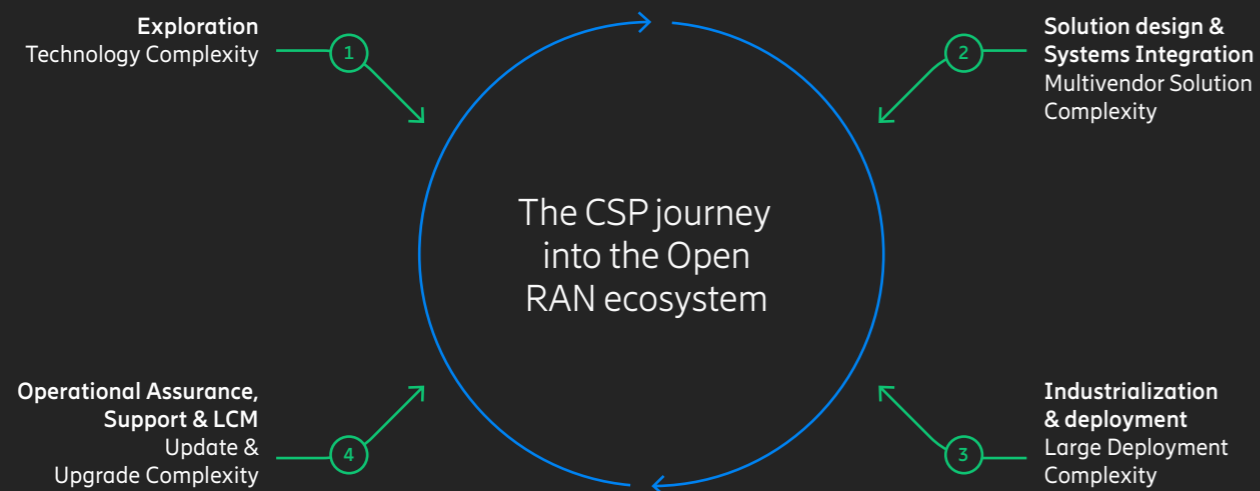 Exploration
Technology Complexity
1
2
Solution design &
Systems Integration
Multivendor Solution
Complexity
The CSP journey
into the Open
RAN ecosystem
Operational Assurance,
Support & LCM
Update &
Upgrade Complexity
4
3
Industrialization
& deployment
Large Deployment
Complexity